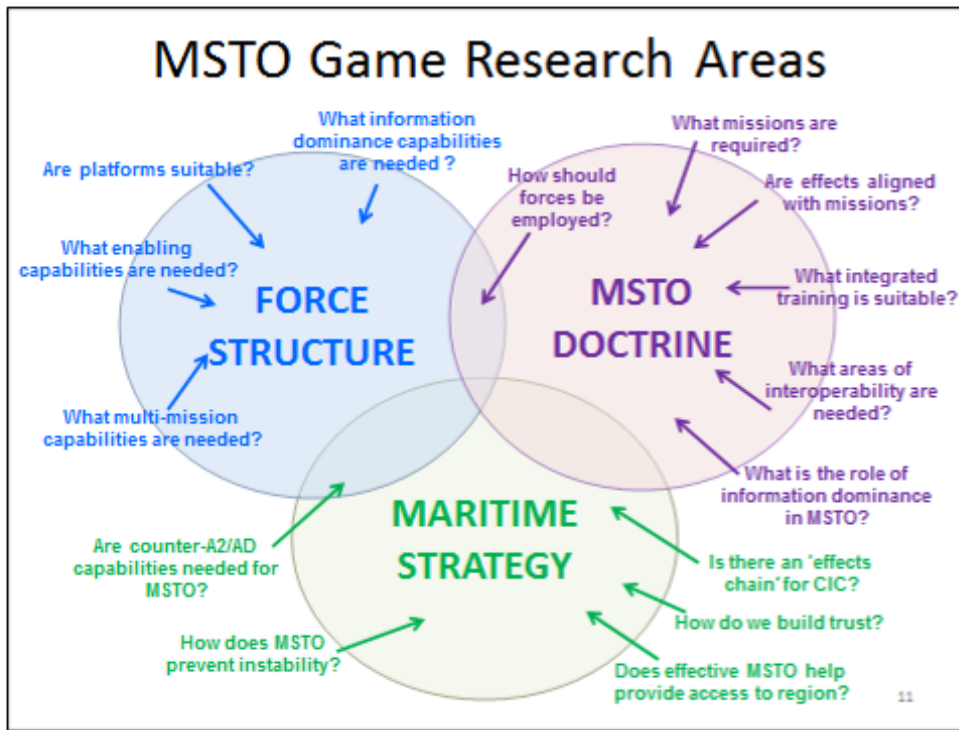 MSTO Game Research Areas
What information
dominance capabilities
are needed ?
Are platforms suitable?
What enabling
capabilities are needed?
What multi-mission
capabilities are needed?
FORCE
STRUCTURE
How should
forces be
employed?
What missions are
required?
Are effects aligned
with missions?
What integrated
training is suitable?
What areas of
interoperability are
needed?
What is the role of
information dominance
in MSTO?
MSTO
DOCTRINE
MARITIME
STRATEGY
Are counter-A2/AD
capabilities needed for
MSTO?
How does MSTO
prevent instability?
Is there an 'effects
chain' for CIC?
How do we build trust?
Does effective MSTO help
provide access to region?
11